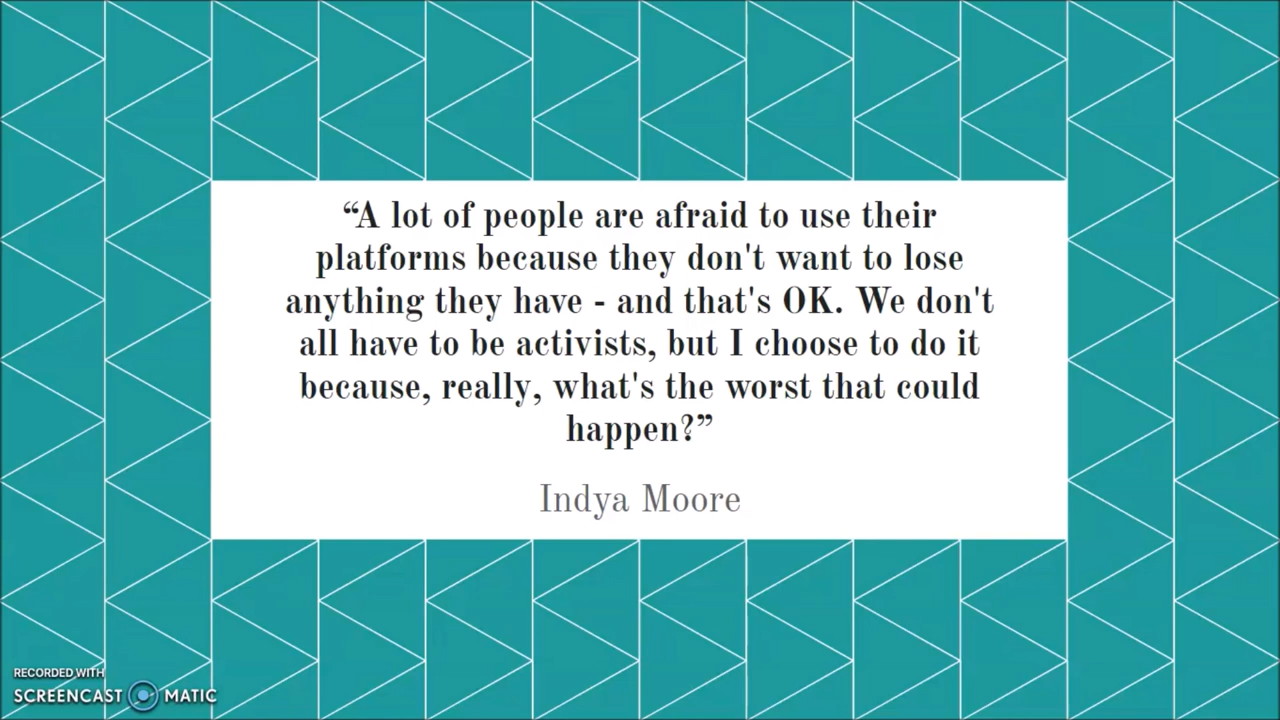 “A lot of people are afraid to use their
platforms because they don't want to lose
anything they have - and that's OK. We don't
all have to be activists, but I choose to do it
because, really, what's the worst that could
happen?”
Indya Moore
RECORDED WITH
SCREENCAST MATIC